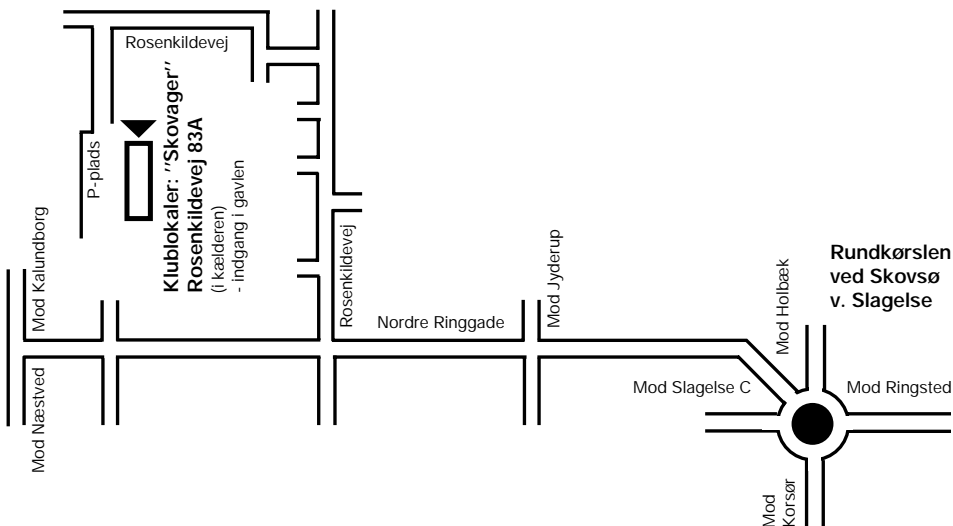 Rosenkildevej
Klublokaler: "Skovager"
Rosenkildevej 83A
(i kælderen)
- indgang i gavlen
P-plads
Mod Kalundborg
Mod Næstved
Rosenkildevej
Nordre Ringgade
Mod Jyderup
Mod Holbæk
Rundkørslen
ved Skovsø
v. Slagelse
Mod Slagelse C
Mod Ringsted
Mod
Korsør